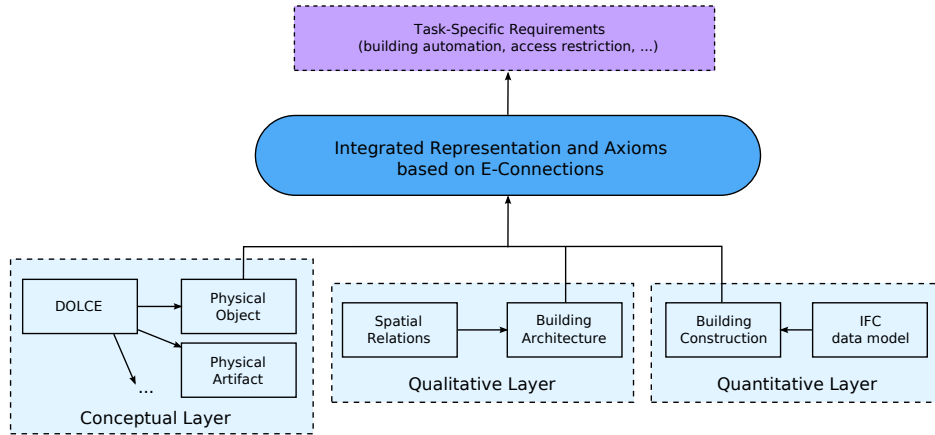 Task-Specific Requirements
(building automation, access restriction, ...)
Integrated Representation and Axioms
based on E-Connections
DOLCE
Physical
Object
Physical
Artifact
...
Conceptual Layer
Spatial
Relations
Building
Architecture
Qualitative Layer
Building
Construction
IFC
data model
Quantitative Layer